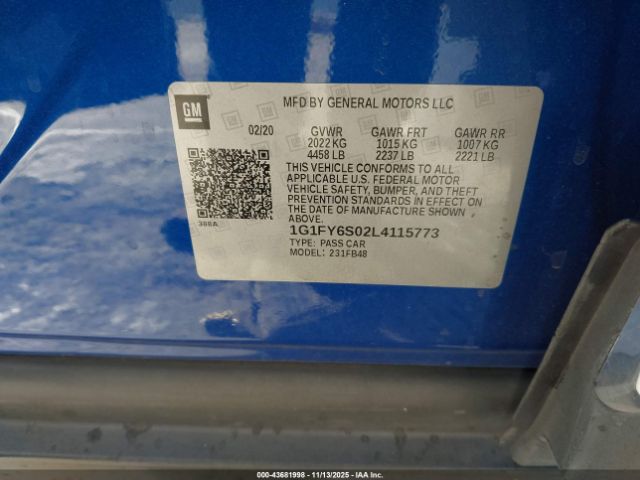 GM
MFD BY GENERAL MOTORS LLC
02/20 GVWR GAWR FRT GAWR RR
2022 KG 1015 KG 1007 KG
4458 LB 2237 LB 2221 LB
THIS VEHICLE CONFORMS TO ALL
APPLICABLE U.S. FEDERAL MOTOR
VEHICLE SAFETY, BUMPER, AND THEFT
PREVENTION STANDARDS IN EFFECT ON
THE DATE OF MANUFACTURE SHOWN
ABOVE.
388A
1G1FY6S02L4115773
TYPE: PASS CAR
MODEL: 231FB48
00-43681998 - 11/13/2025 - IAA Inc.